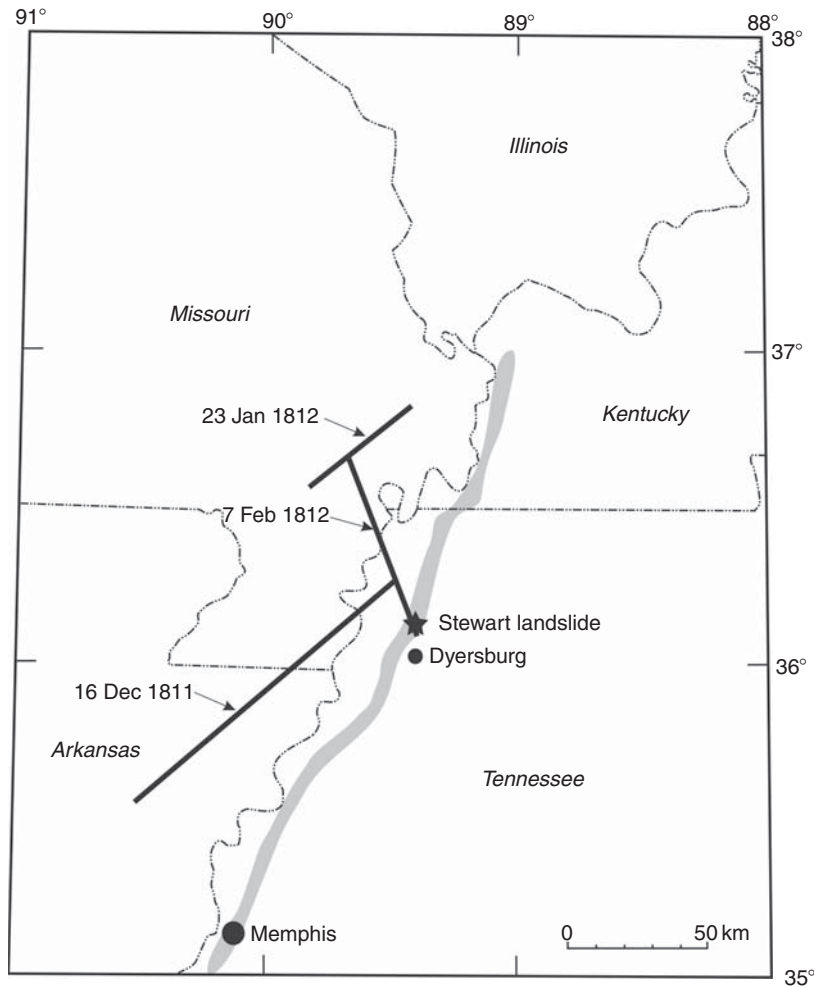 91°
90°
89°
88°
38°
Illinois
Missouri
37°
23 Jan 1812
Kentucky
7 Feb 1812
Stewart landslide
Dyersburg
36°
16 Dec 1811
Arkansas
Tennessee
Memphis
0 50 km
35°